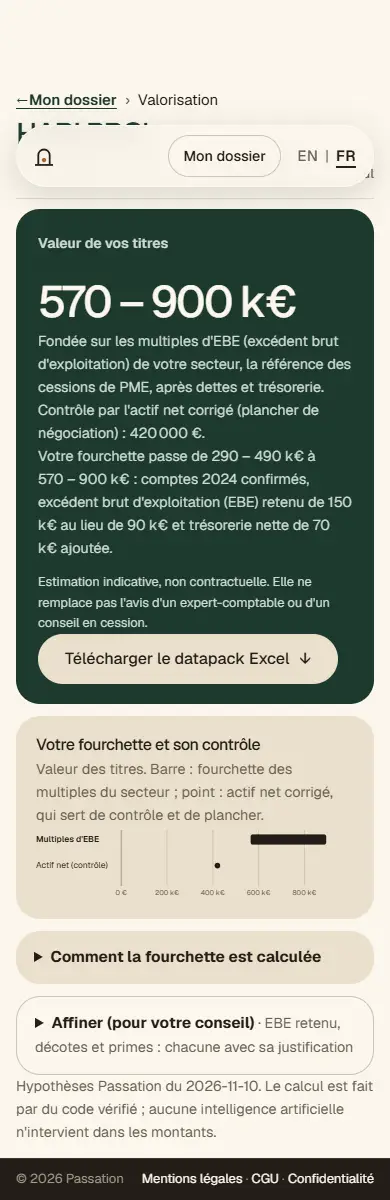 ←Mon dossier › Valorisation
Mon dossier EN | FR
Valeur de vos titres
570 – 900 k€
Fondée sur les multiples d'EBE (excédent brut
d'exploitation) de votre secteur, la référence des
cessions de PME, après dettes et trésorerie.
Contrôle par l'actif net corrigé (plancher de
négociation) : 420 000 €.
Votre fourchette passe de 290 – 490 k€ à
570 – 900 k€ : comptes 2024 confirmés,
excédent brut d'exploitation (EBE) retenu de 150
k€ au lieu de 90 k€ et trésorerie nette de 70
k€ ajoutée.
Estimation indicative, non contractuelle. Elle ne
remplace pas l'avis d'un expert-comptable ou d'un
conseil en cession.
Télécharger le datapack Excel ↓
Votre fourchette et son contrôle
Valeur des titres. Barre : fourchette des
multiples du secteur ; point : actif net corrigé,
qui sert de contrôle et de plancher.
Multiples d'EBE
Actif net (contrôle)
0 € 200 k€ 400 k€ 600 k€ 800 k€
▶ Comment la fourchette est calculée
▶ Affiner (pour votre conseil) · EBE retenu,
décotes et primes : chacune avec sa justification
Hypothèses Passation du 2026-11-10. Le calcul est fait
par du code vérifié ; aucune intelligence artificielle
n'intervient dans les montants.
© 2026 Passation Mentions légales · CGU · Confidentialité